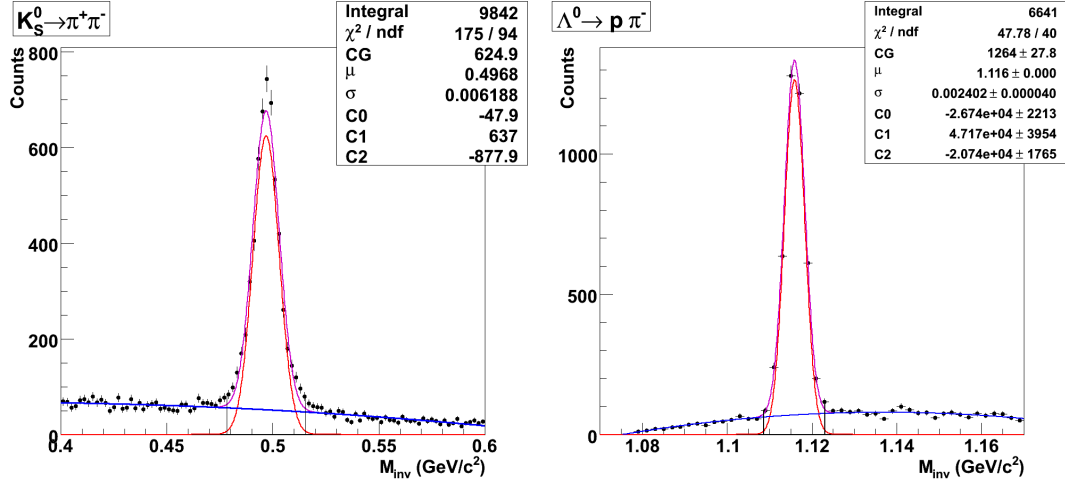 K⁰_S→π⁺π⁻
Integral 9842
χ² / ndf 175 / 94
CG 624.9
μ 0.4968
σ 0.006188
C0 -47.9
C1 637
C2 -877.9
Counts
800
600
400
200
0
0.4 0.45 0.5 0.55 0.6
M_inv (GeV/c²)
Λ⁰→ p π⁻
Integral 6641
χ² / ndf 47.78 / 40
CG 1264 ± 27.8
μ 1.116 ± 0.000
σ 0.002402 ± 0.000040
C0 -2.674e+04 ± 2213
C1 4.717e+04 ± 3954
C2 -2.074e+04 ± 1765
Counts
1000
500
0
1.08 1.1 1.12 1.14 1.16
M_inv (GeV/c²)